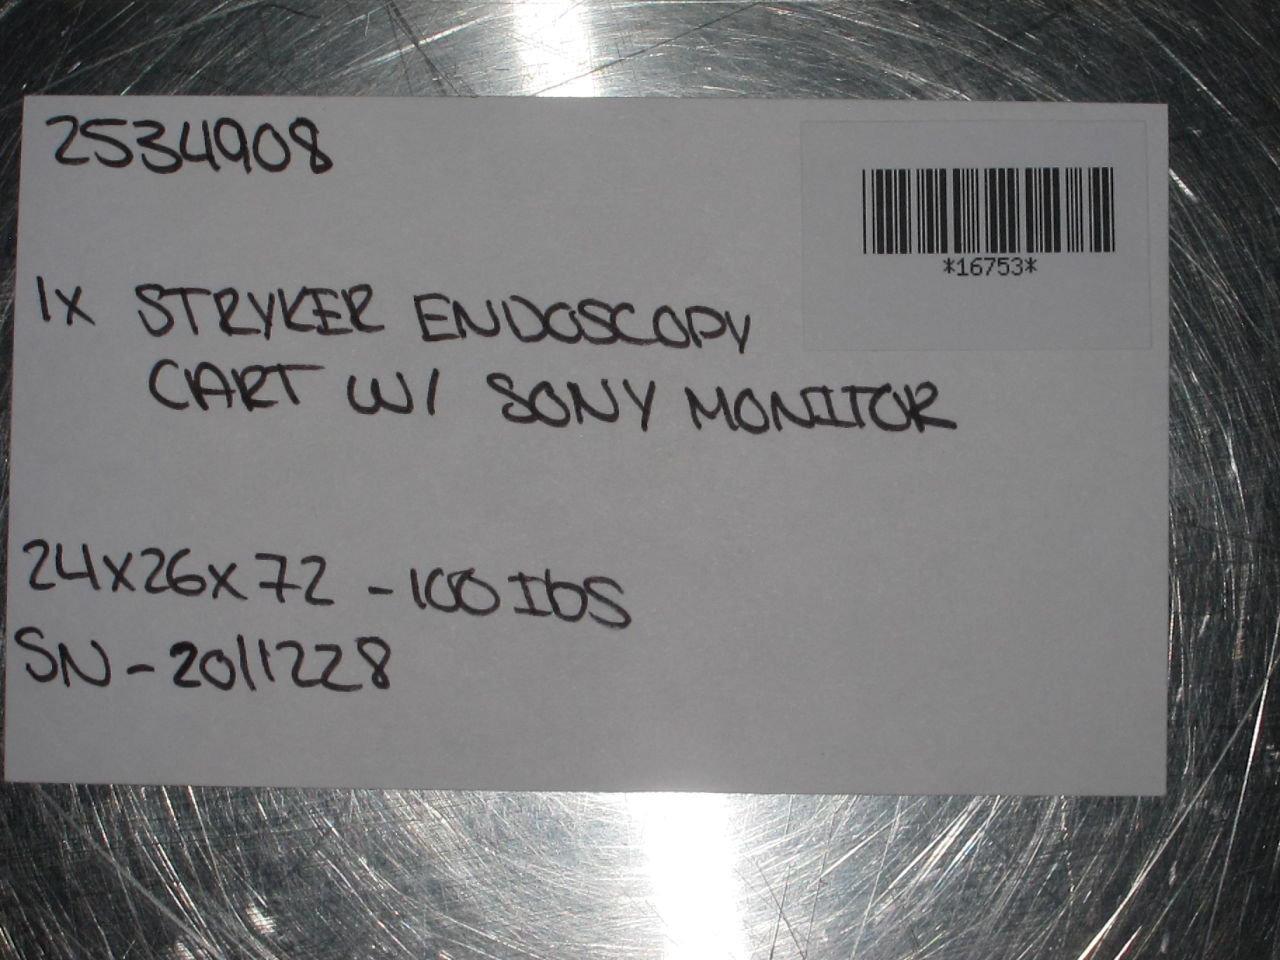 2534908
*16753*
1X STRYKER ENDOSCOPY
CART W/ SONY MONITOR
24X26X72 - 100 lbS
SN - 2011228